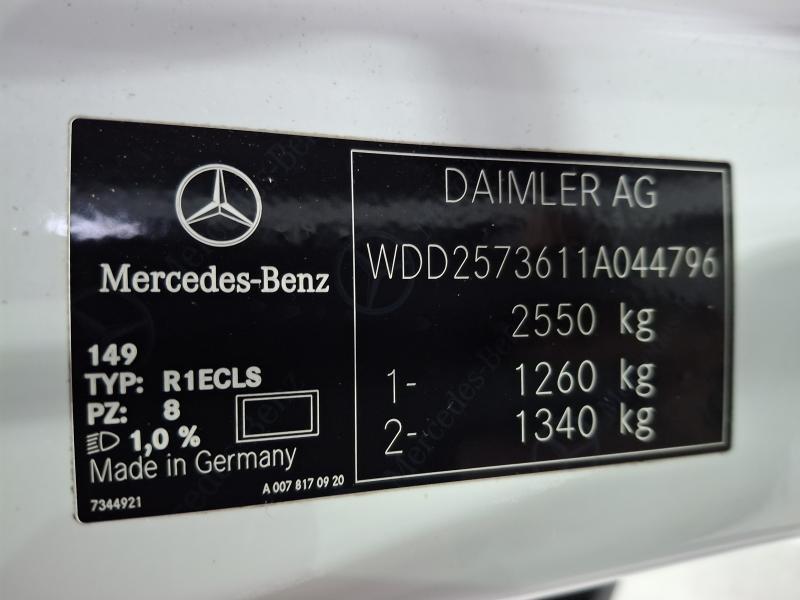 Mercedes-Benz
149
TYP: R1ECLS
PZ: 8
1,0 %
Made in Germany
7344921
A 007 817 09 20
DAIMLER AG
WDD2573611A044796
2550 kg
1- 1260 kg
2- 1340 kg